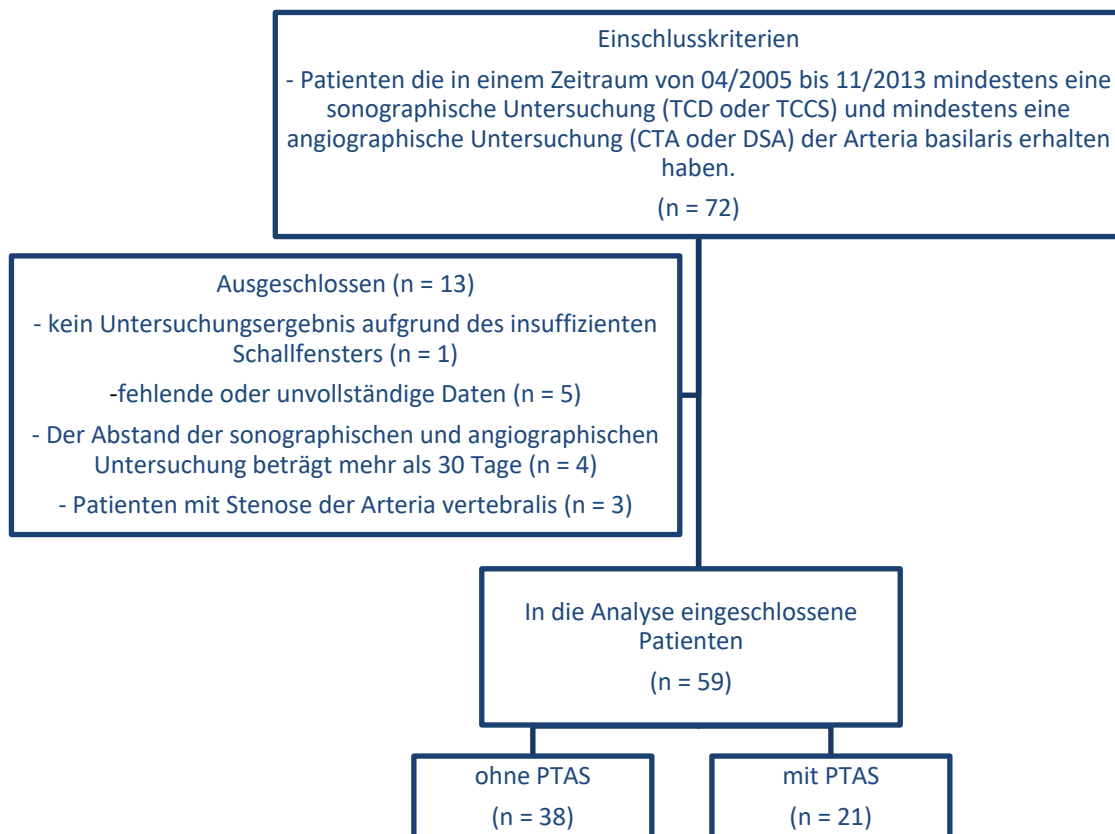 Einschlusskriterien
- Patienten die in einem Zeitraum von 04/2005 bis 11/2013 mindestens eine
sonographische Untersuchung (TCD oder TCCS) und mindestens eine
angiographische Untersuchung (CTA oder DSA) der Arteria basilaris erhalten
haben.
(n = 72)
Ausgeschlossen (n = 13)
- kein Untersuchungsergebnis aufgrund des insuffizienten
Schallfensters (n = 1)
-fehlende oder unvollständige Daten (n = 5)
- Der Abstand der sonographischen und angiographischen
Untersuchung beträgt mehr als 30 Tage (n = 4)
- Patienten mit Stenose der Arteria vertebralis (n = 3)
In die Analyse eingeschlossene
Patienten
(n = 59)
ohne PTAS
(n = 38)
mit PTAS
(n = 21)